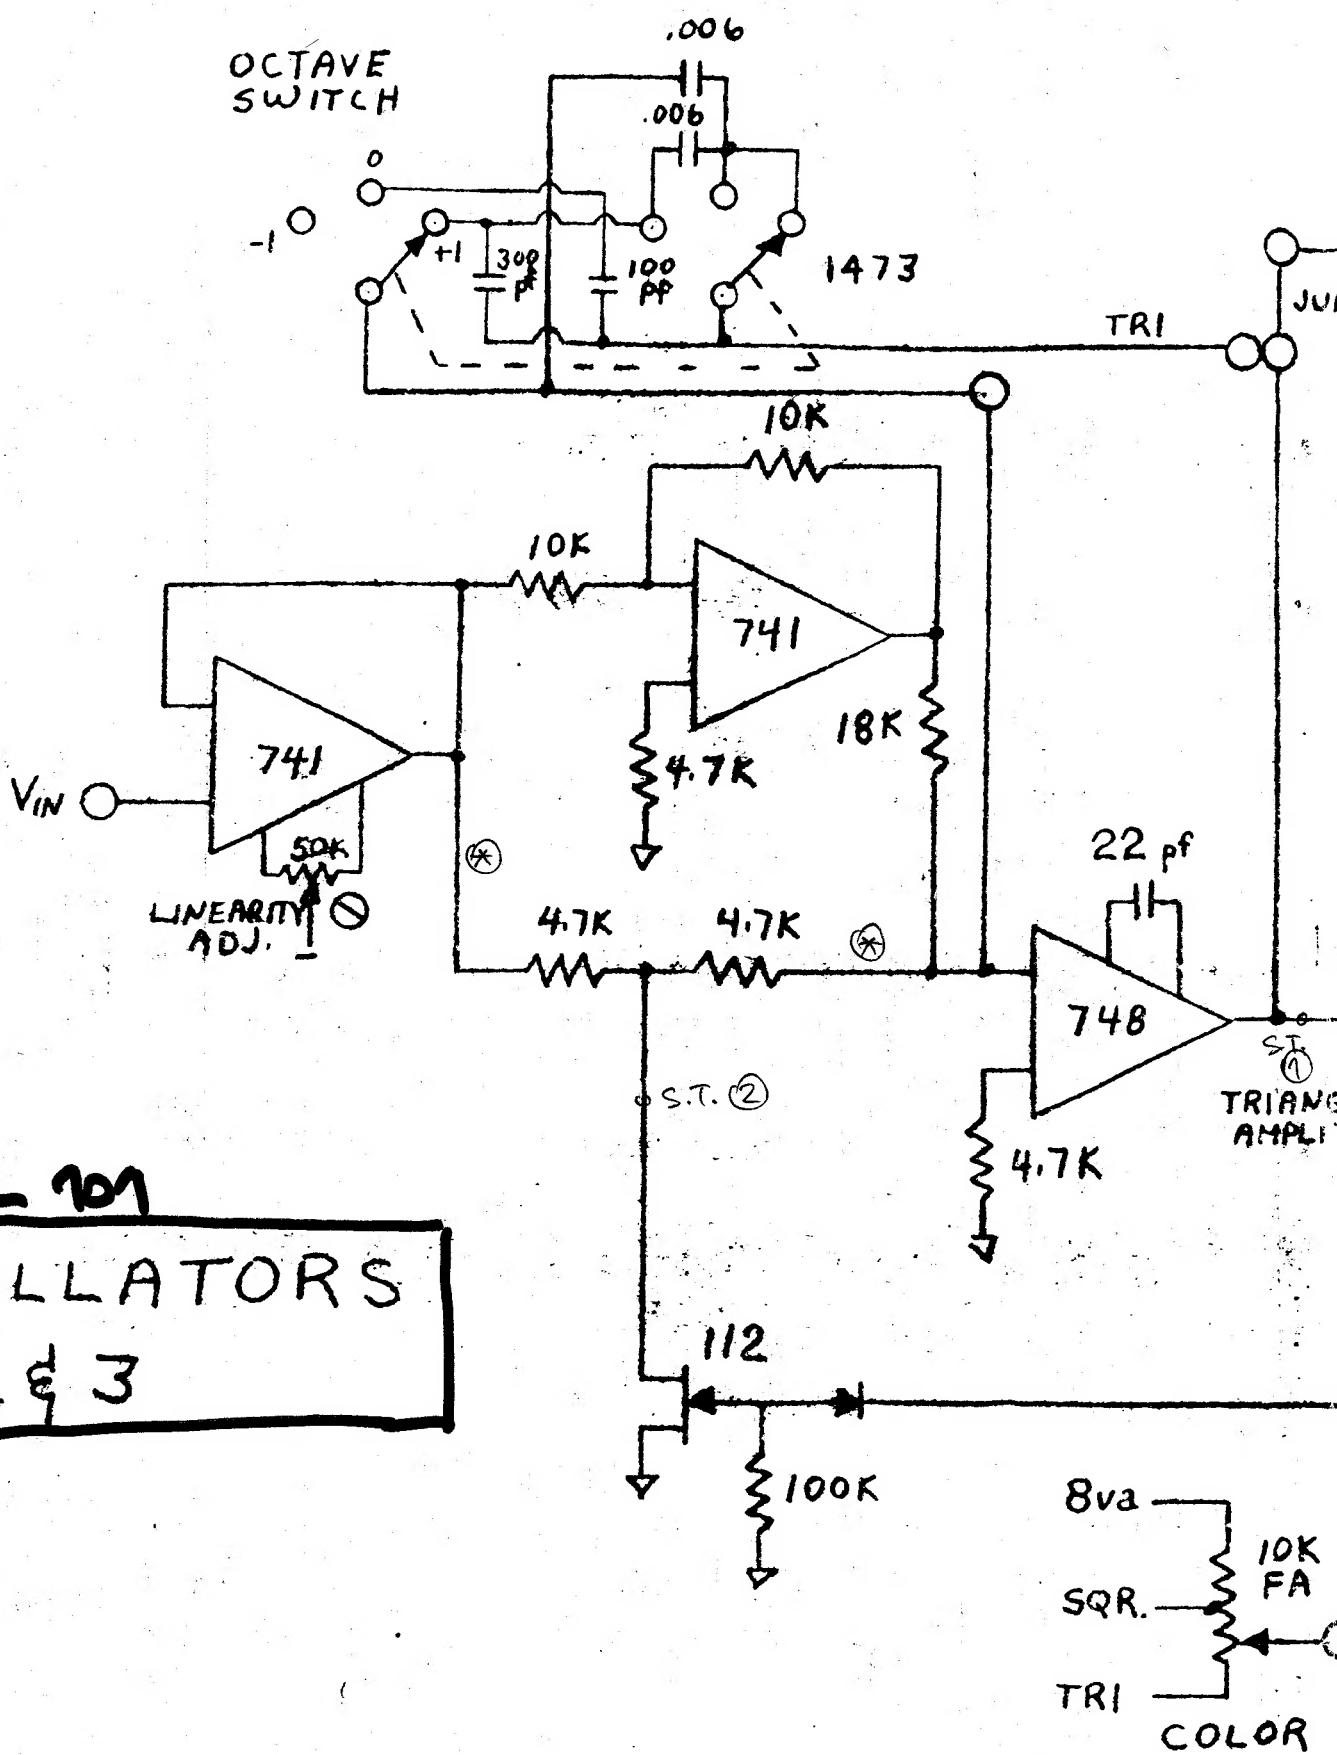 .006
OCTAVE
SWITCH
.006
0
-1
+1
300
pf
100
pf
1473
TRI
10K
10K
741
18K
741
4.7K
VIN
50K
22 pf
LINEARITY
ADJ.
4.7K
4.7K
748
S.T.
1
S.T. 2
4.7K
- 101
LLATORS
& 3
112
100K
8va
10K
FA
SQR.
TRI
COLOR